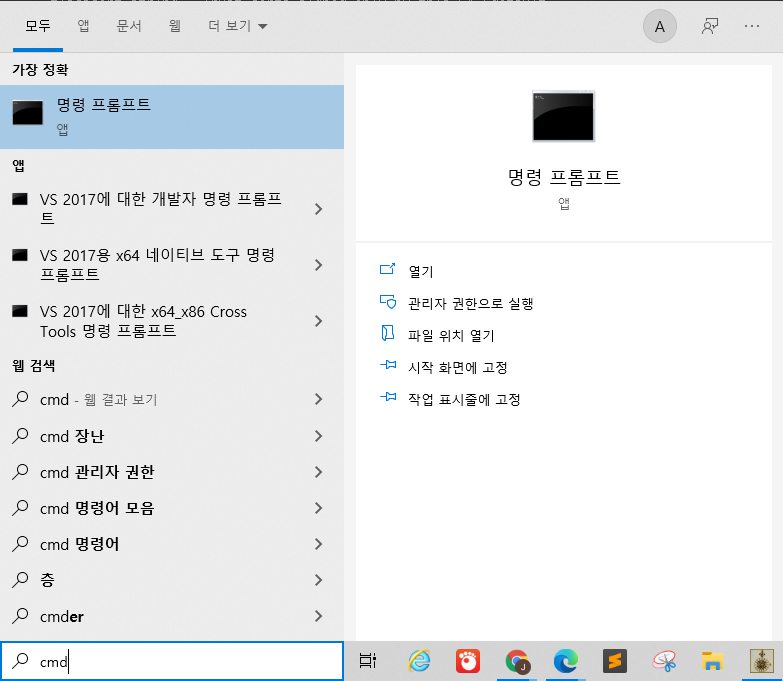 모두 앱 문서 웹 더 보기 A ...
가장 정확
명령 프롬프트
앱
앱
VS 2017에 대한 개발자 명령 프롬프
트
VS 2017용 x64 네이티브 도구 명령
프롬프트
VS 2017에 대한 x64_x86 Cross
Tools 명령 프롬프트
웹 검색
cmd - 웹 결과 보기
cmd 장난
cmd 관리자 권한
cmd 명령어 모음
cmd 명령어
층
cmder
cmd
명령 프롬프트
앱
열기
관리자 권한으로 실행
파일 위치 열기
시작 화면에 고정
작업 표시줄에 고정
J